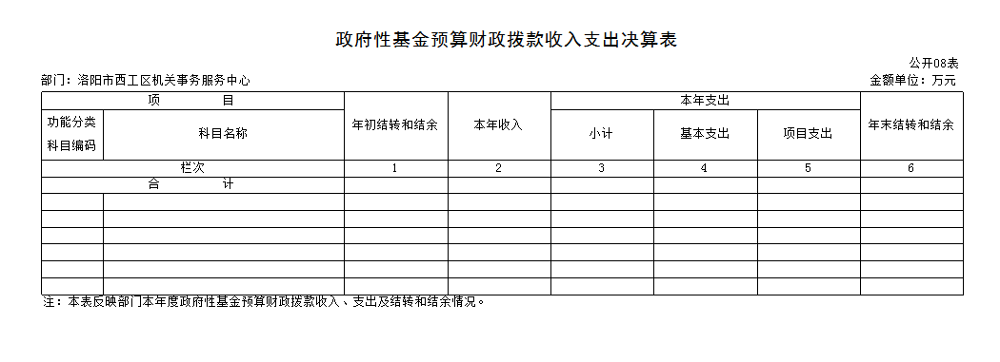 政府性基金预算财政拨款收入支出决算表
公开08表
部门：洛阳市西工区机关事务服务中心 金额单位：万元
项 目 年初结转和结余 本年收入 本年支出 年末结转和结余
功能分类科目编码 科目名称 小计 基本支出 项目支出
栏次 1 2 3 4 5 6
合 计
注：本表反映部门本年度政府性基金预算财政拨款收入、支出及结转和结余情况。